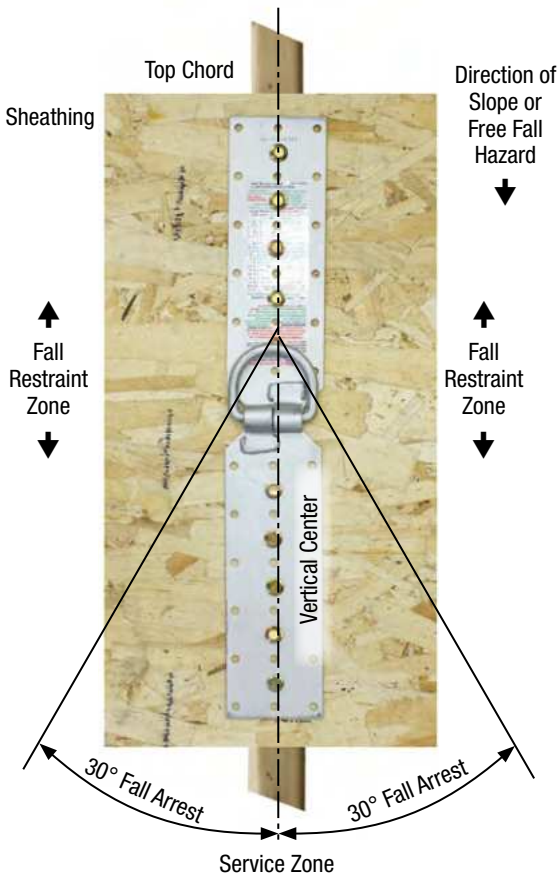 Top Chord
Sheathing
Direction of
Slope or
Free Fall
Hazard
Fall
Restraint
Zone
Fall
Restraint
Zone
Vertical Center
30° Fall Arrest
30° Fall Arrest
Service Zone